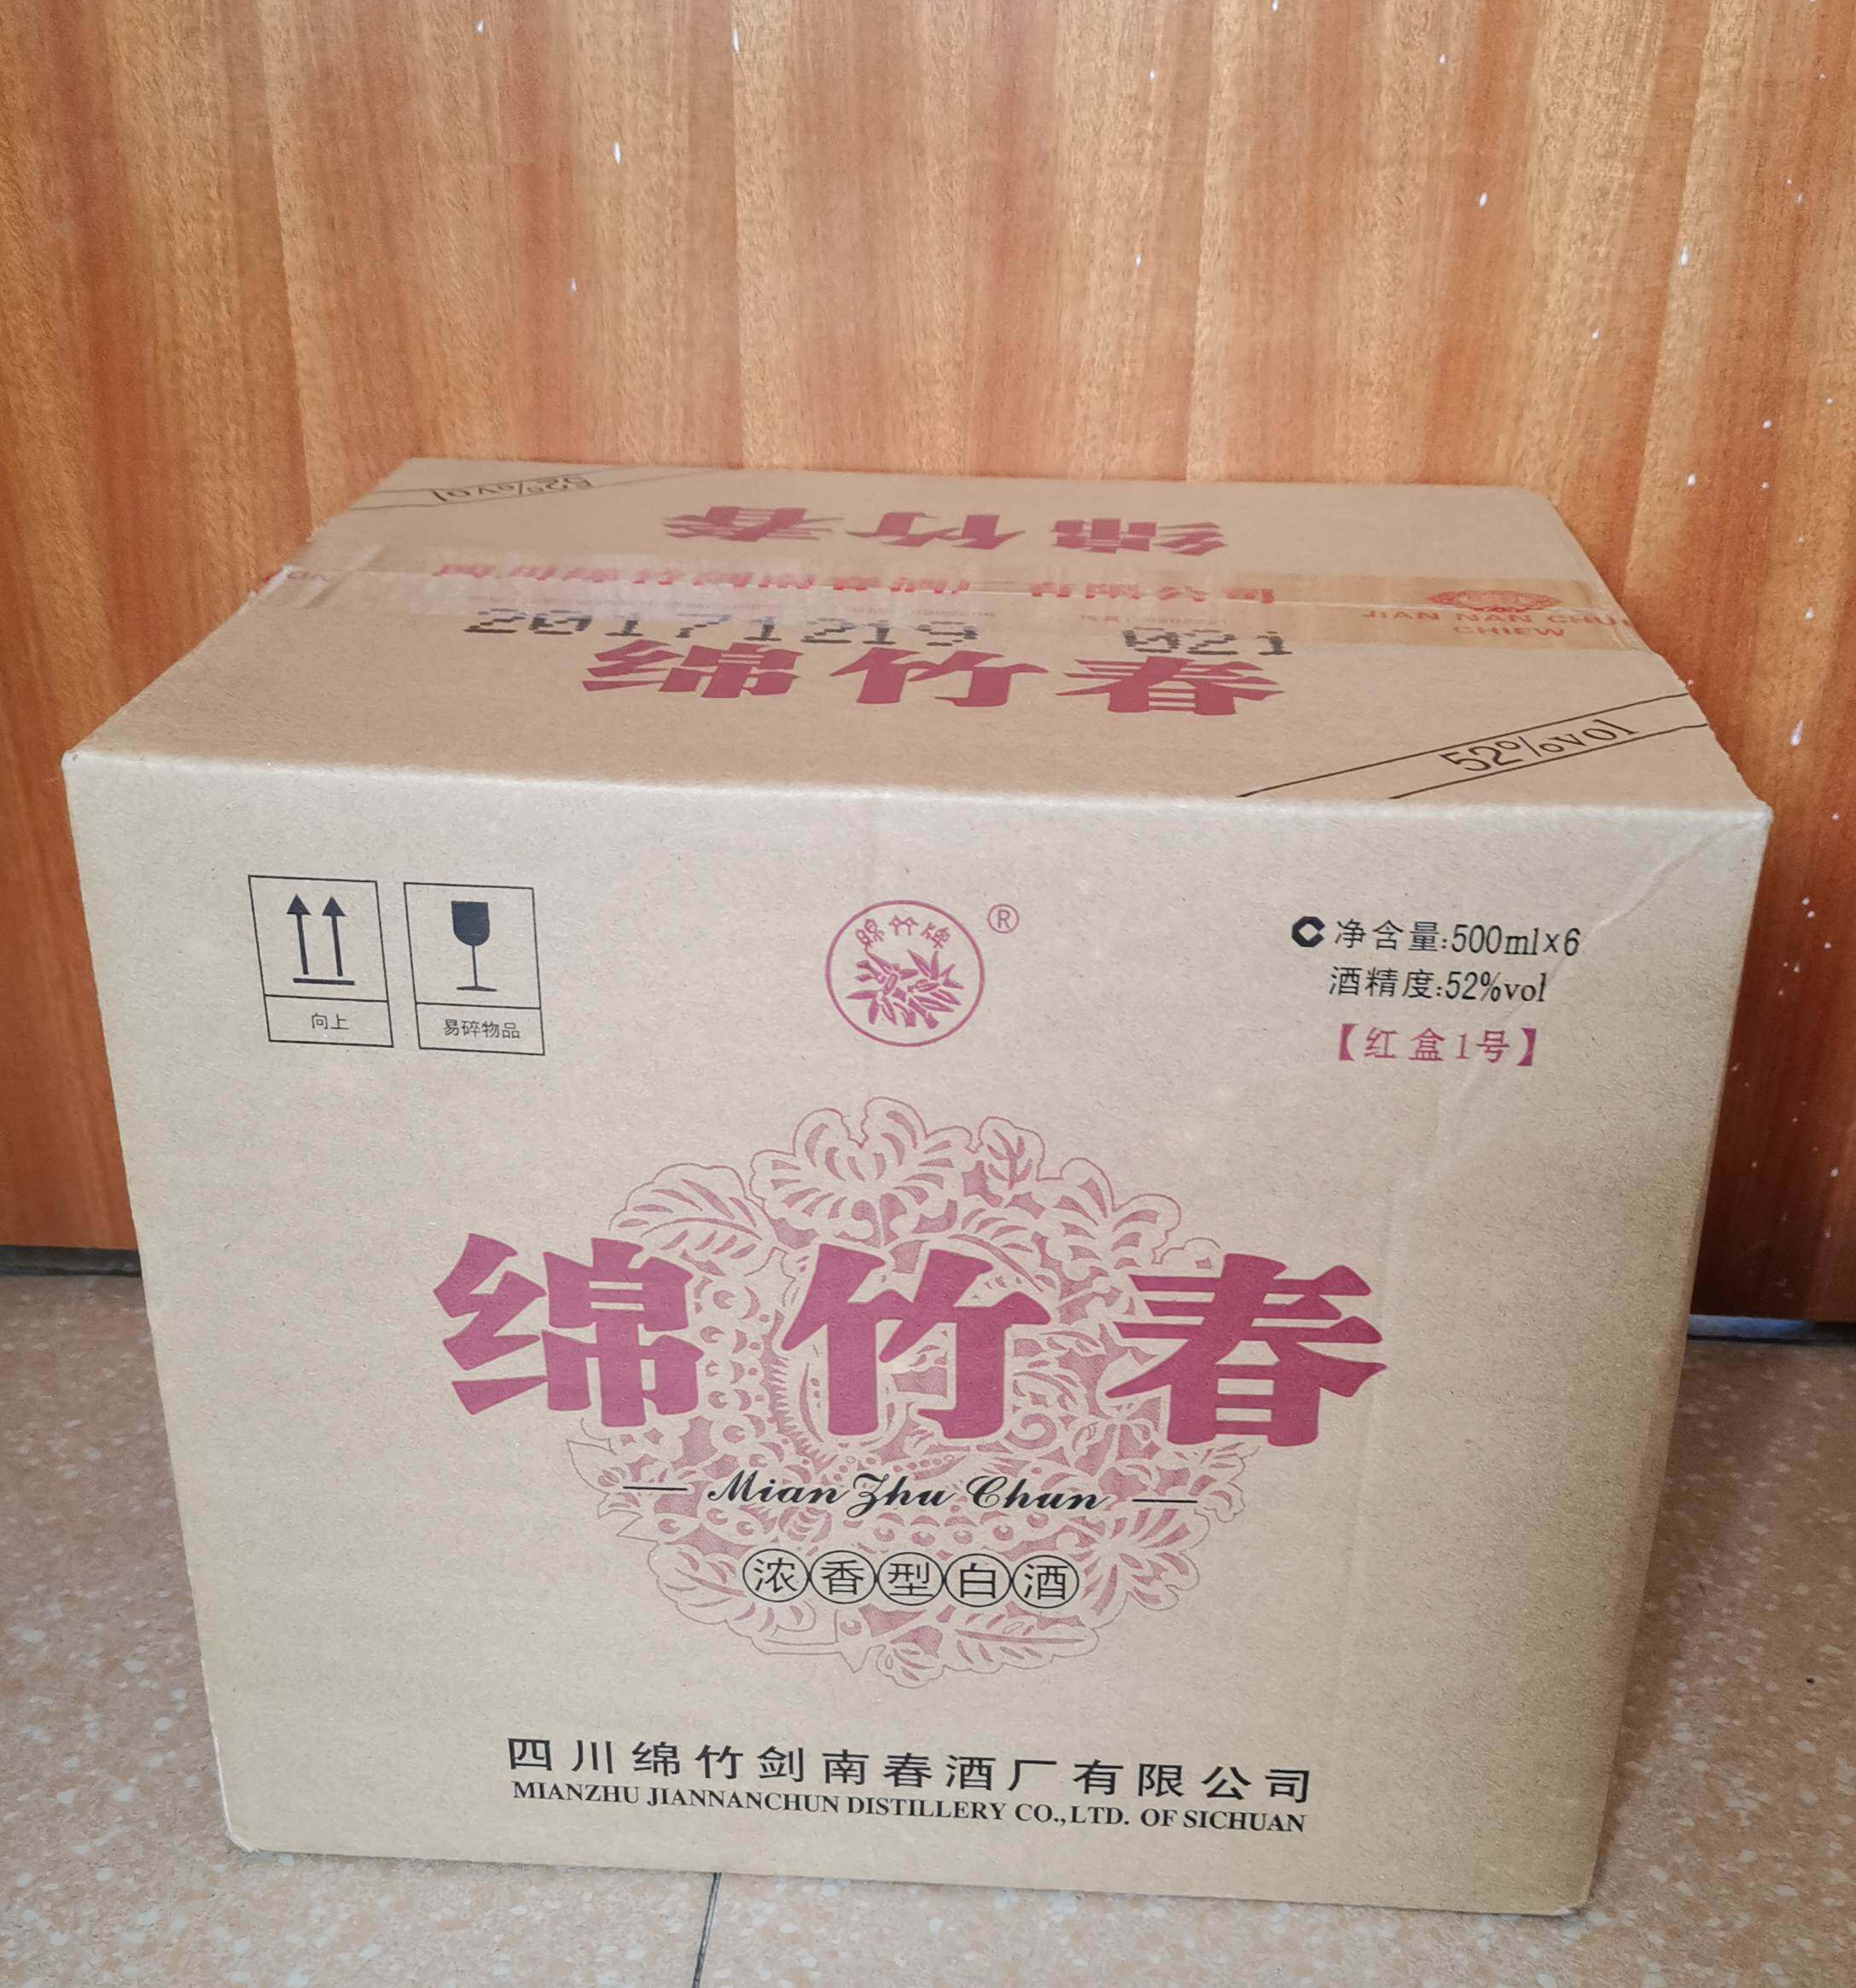 52%vol
绵竹春
JIAN NAN CHUN
CHIEW
绵竹春
52%vol
向上
易碎物品
绵竹牌
®
净含量:500ml×6
酒精度:52%vol
【红盒1号】
绵竹春
Mian Zhu Chun
浓香型白酒
四川绵竹剑南春酒厂有限公司
MIANZHU JIANNANCHUN DISTILLERY CO.,LTD. OF SICHUAN